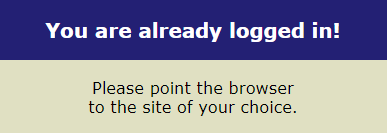 You are already logged in!
Please point the browser
to the site of your choice.